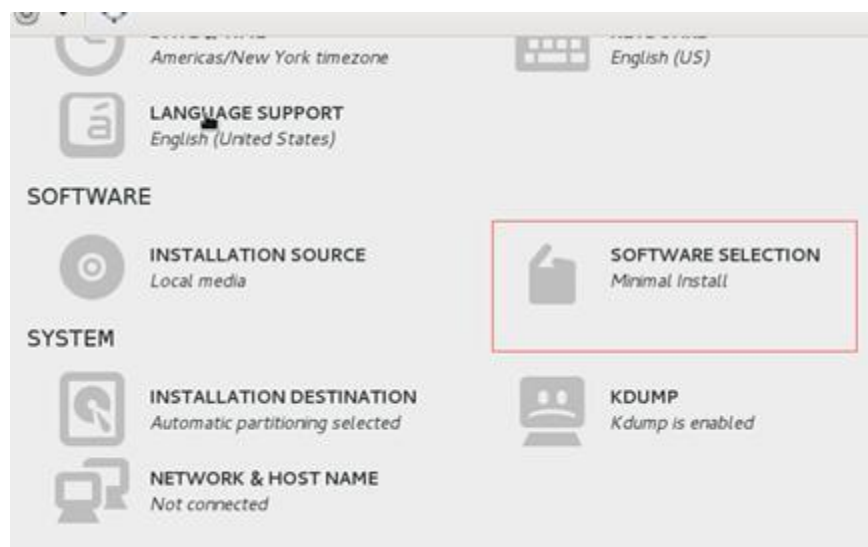 Americas/New York timezone
English (US)
LANGUAGE SUPPORT
English (United States)
SOFTWARE
INSTALLATION SOURCE
Local media
SOFTWARE SELECTION
Minimal Install
SYSTEM
INSTALLATION DESTINATION
Automatic partitioning selected
KDUMP
Kdump is enabled
NETWORK & HOST NAME
Not connected